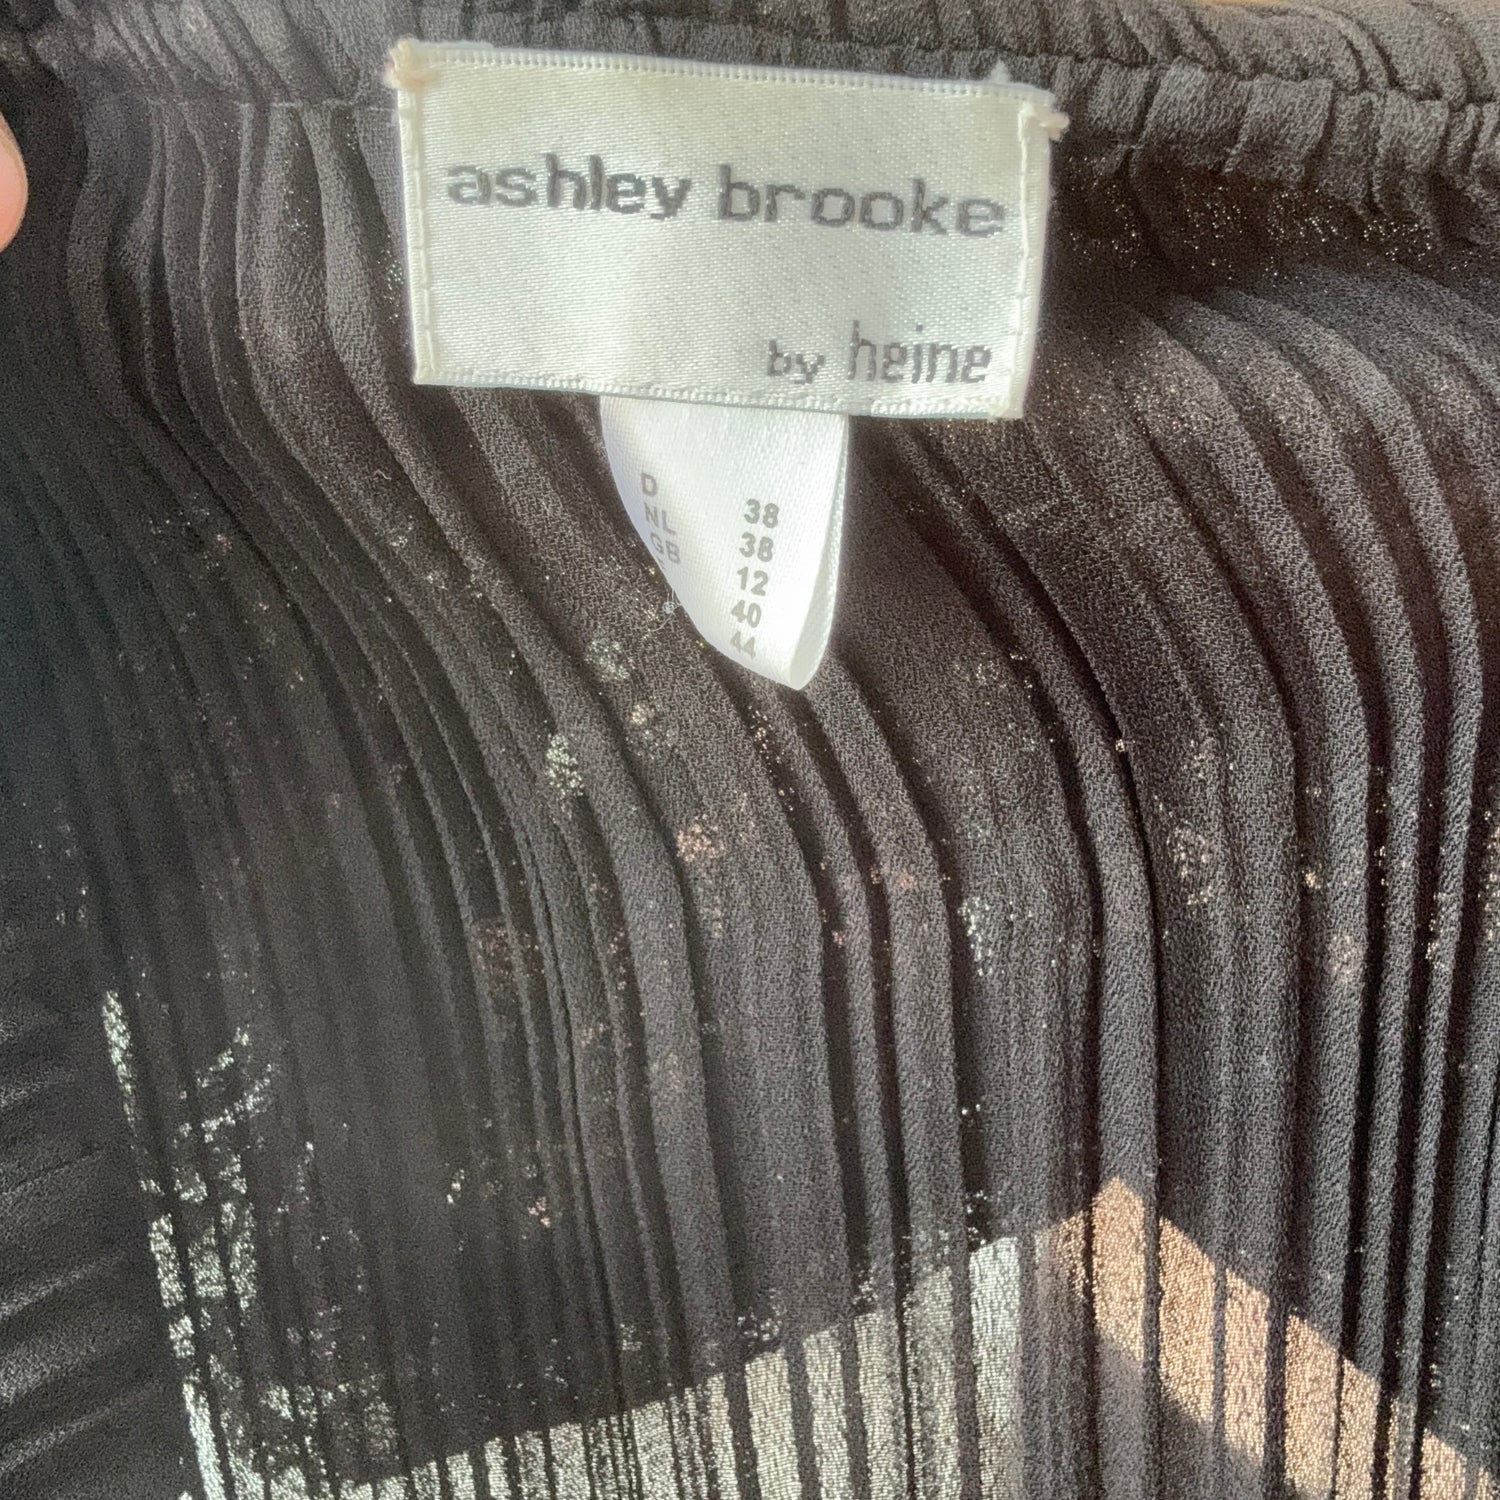 ashley brooke
by heine
D 38
NL 38
GB 12
40
44